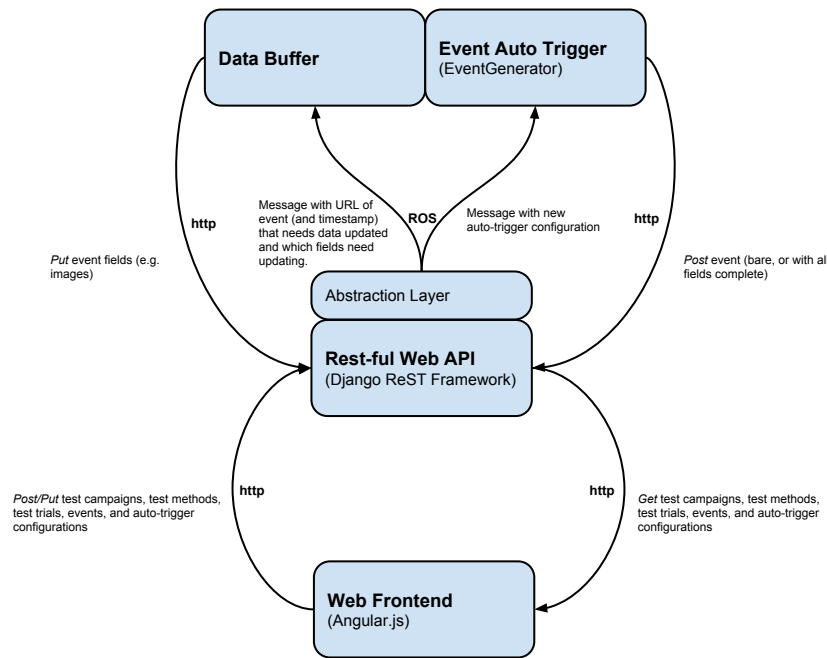 Data Buffer
Event Auto Trigger
(EventGenerator)
http
Message with URL of
event (and timestamp)
that needs data updated
and which fields need
updating.
ROS
Message with new
auto-trigger configuration
http
Put event fields (e.g.
images)
Post event (bare, or with al
fields complete)
Abstraction Layer
Rest-ful Web API
(Django ReST Framework)
http
Post/Put test campaigns, test methods,
test trials, events, and auto-trigger
configurations
http
Get test campaigns, test methods,
test trials, events, and auto-trigger
configurations
Web Frontend
(Angular.js)